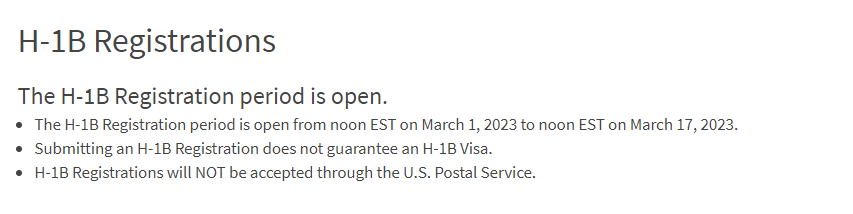 H-1B Registrations
The H-1B Registration period is open.
• The H-1B Registration period is open from noon EST on March 1, 2023 to noon EST on March 17, 2023.
• Submitting an H-1B Registration does not guarantee an H-1B Visa.
• H-1B Registrations will NOT be accepted through the U.S. Postal Service.